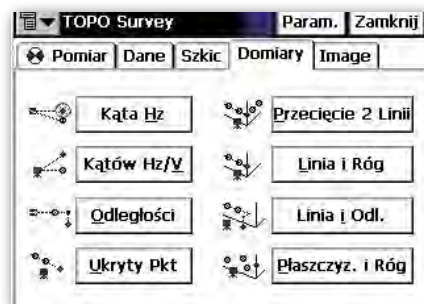 TOPO Survey Param. Zamknij
Pomiar Dane Szkic Domiary Image
Kąta Hz Przecięcie 2 Linii
Kątów Hz/V Linia i Róg
Odległości Linia i Odl.
Ukryty Pkt Płaszczyz. i Róg